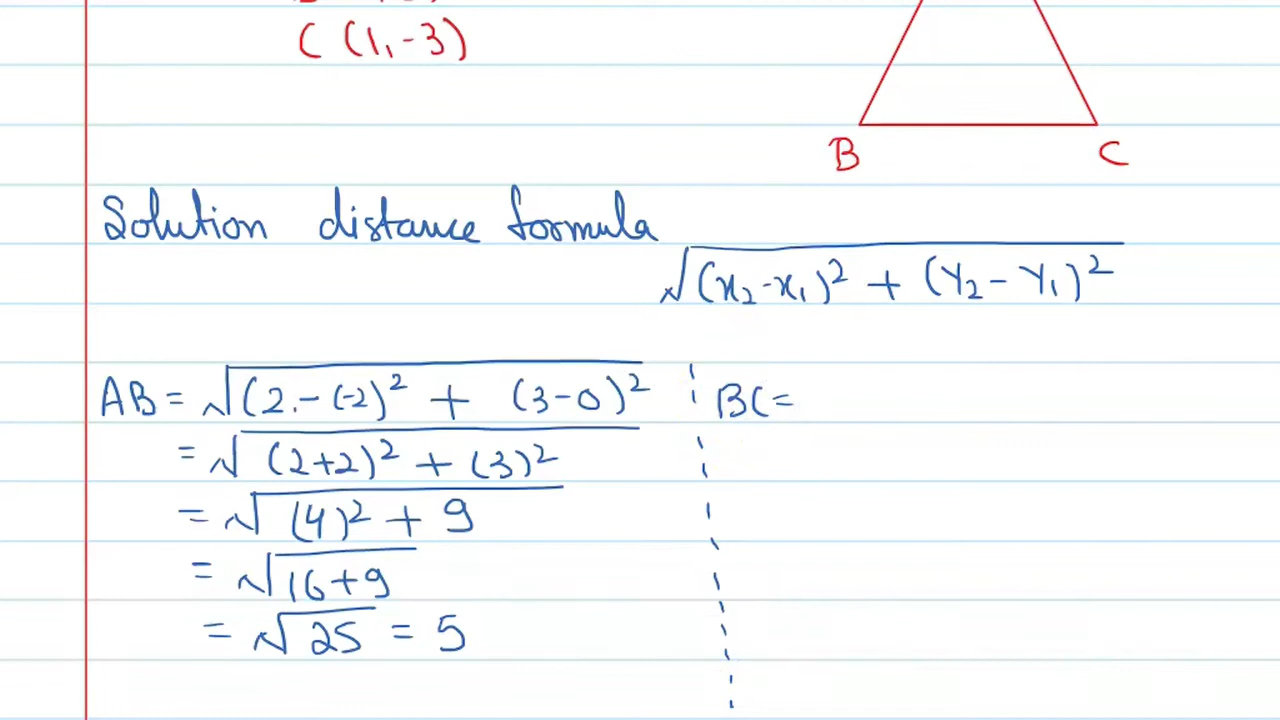 C (1,-3)
B
C
Solution distance formula
√(x₂-x₁)² + (Y₂-Y₁)²
AB = √(2.-(-2)² + (3-0)²
= √(2+2)² + (3)²
= √(4)² + 9
= √16+9
= √25 = 5
BC=